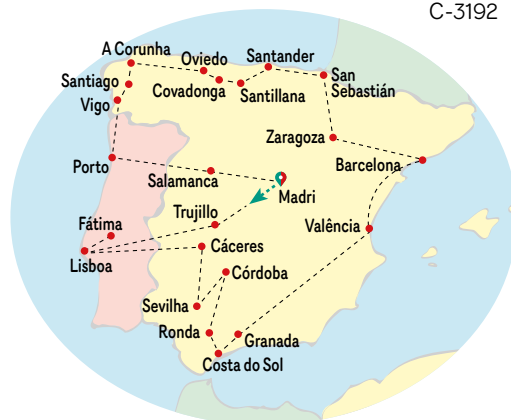 C-3192
A Corunha
Oviedo
Santander
Santiago
Covadonga
Santillana
San
Sebastián
Vigo
Zaragoza
Porto
Salamanca
Barcelona
Madri
Trujillo
Fátima
Valência
Lisboa
Cáceres
Córdoba
Sevilha
Ronda
Granada
Costa do Sol